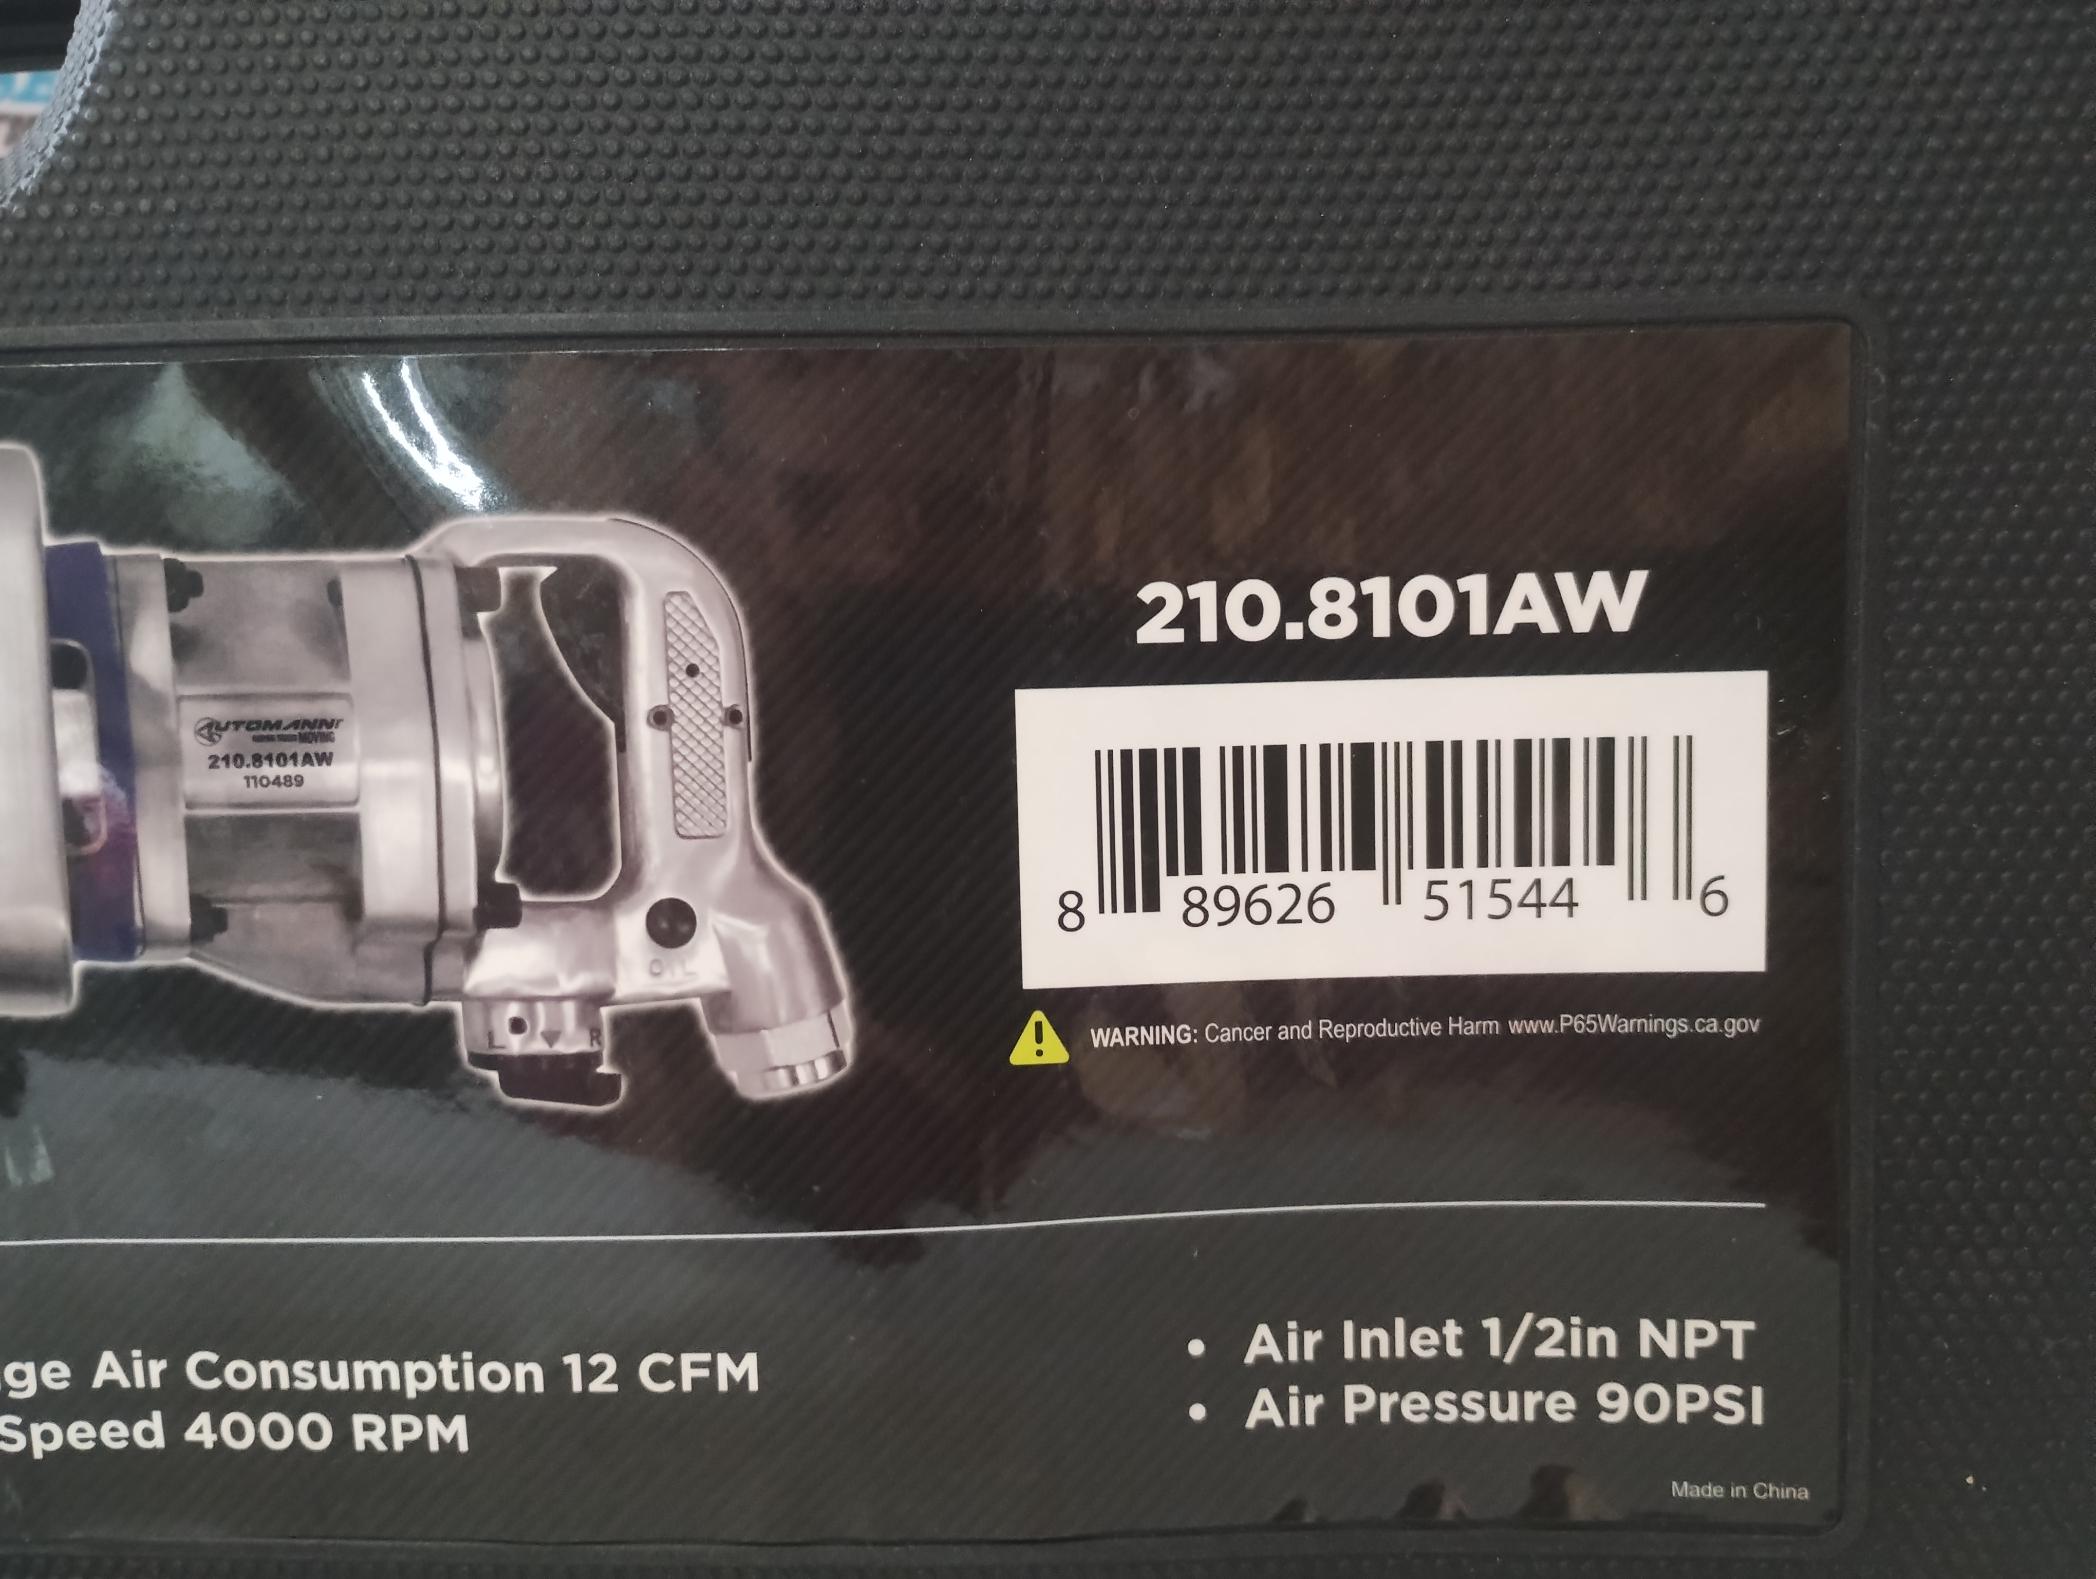 210.8101AW
AUTOMANN
MOVING
210.8101AW
110489
OIL
L R
8 89626 51544 6
WARNING: Cancer and Reproductive Harm www.P65Warnings.ca.gov
ge Air Consumption 12 CFM
Speed 4000 RPM
• Air Inlet 1/2in NPT
• Air Pressure 90PSI
Made in China